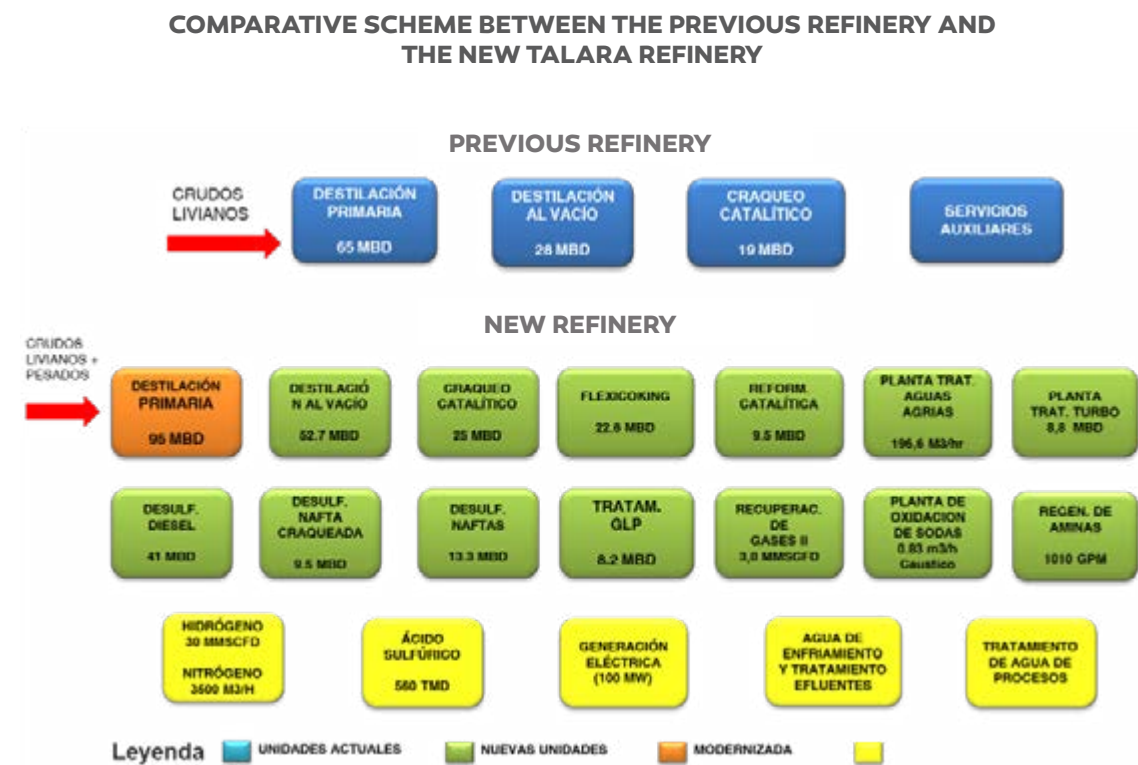 COMPARATIVE SCHEME BETWEEN THE PREVIOUS REFINERY AND
THE NEW TALARA REFINERY
PREVIOUS REFINERY
CRUDOS
LIVIANOS
DESTILACIÓN
PRIMARIA
65 MBD
DESTILACIÓN
AL VACÍO
28 MBD
CRAQUEO
CATALÍTICO
19 MBD
SERVICIOS
AUXILIARES
NEW REFINERY
CRUDOS
LIVIANOS +
PESADOS
DESTILACIÓN
PRIMARIA
95 MBD
DESTILACIÓ
N AL VACÍO
52.7 MBD
CRAQUEO
CATALÍTICO
25 MBD
FLEXICOKING
22.6 MBD
REFORM.
CATALÍTICA
9.5 MBD
PLANTA TRAT.
AGUAS
AGRIAS
196,6 M3/hr
PLANTA
TRAT. TURBO
8,8 MBD
DESULF.
DIESEL
41 MBD
DESULF.
NAFTA
CRAQUEADA
9.5 MBD
DESULF.
NAFTAS
13.3 MBD
TRATAM.
GLP
8.2 MBD
RECUPERAC.
DE
GASES II
3,0 MMSCFD
PLANTA DE
OXIDACION
DE SODAS
0.83 m3/h
Caustico
REGEN. DE
AMINAS
1010 GPM
HIDRÓGENO
30 MMSCFD
NITRÓGENO
3500 M3/H
ÁCIDO
SULFÚRICO
560 TMD
GENERACIÓN
ELÉCTRICA
(100 MW)
AGUA DE
ENFRIAMIENTO
Y TRATAMIENTO
EFLUENTES
TRATAMIENTO
DE AGUA DE
PROCESOS
Leyenda UNIDADES ACTUALES NUEVAS UNIDADES MODERNIZADA